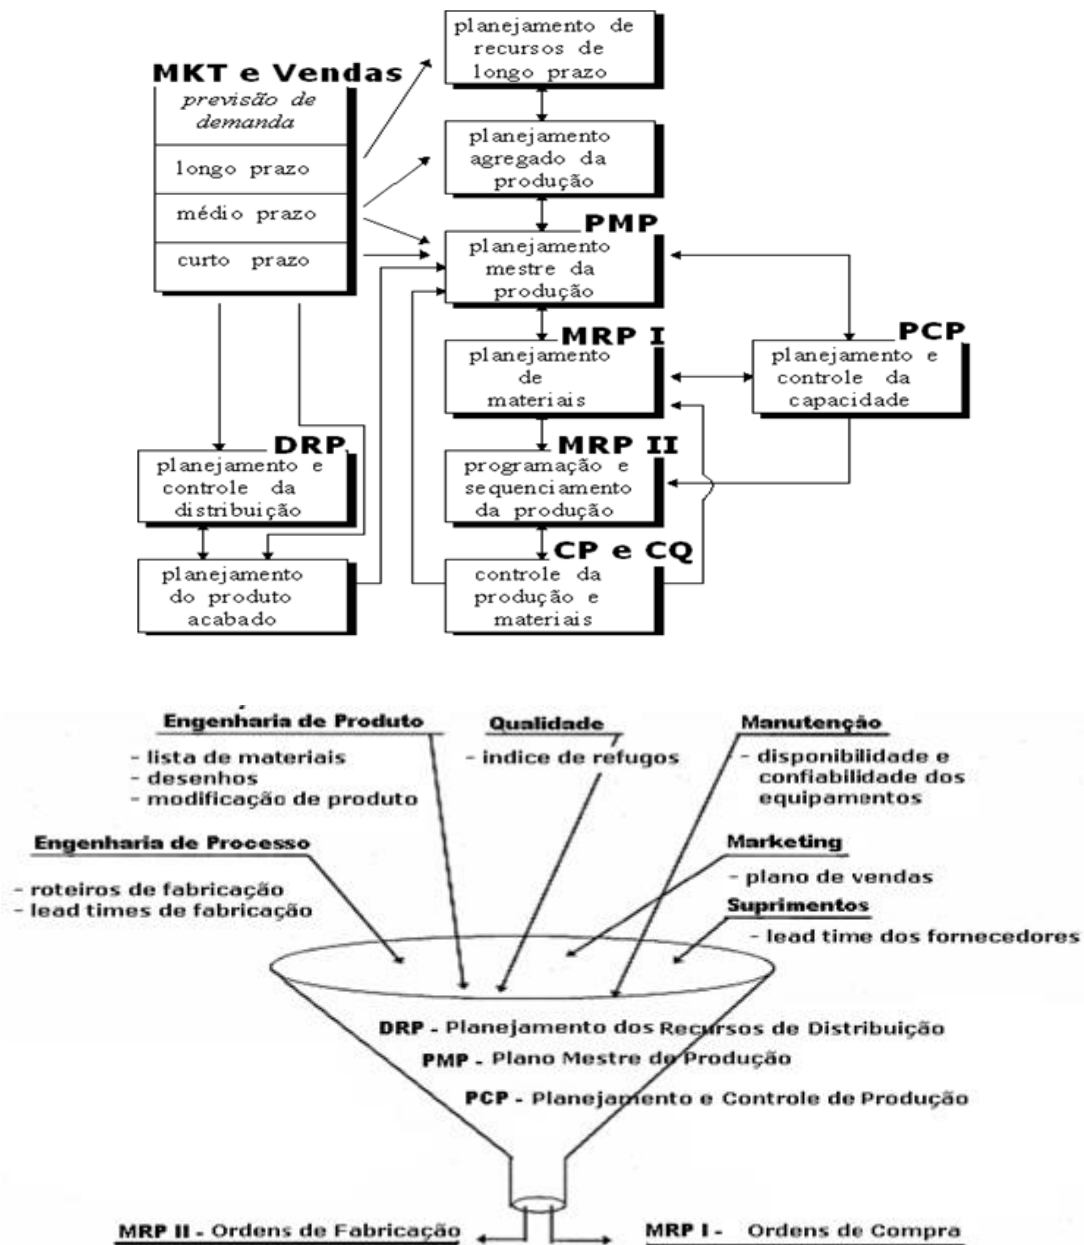 MKT e Vendas
previsão de
demanda
longo prazo
médio prazo
curto prazo
planejamento de
recursos de
longo prazo
planejamento
agregado da
produção
PMP
planejamento
mestre da
produção
MRP I
planejamento
de
materiais
PCP
planejamento e
controle da
capacidade
DRP
planejamento e
controle da
distribuição
MRP II
programação e
sequenciamento
da produção
planejamento
do produto
acabado
CP e CQ
controle da
produção e
materiais
Engenharia de Produto
- lista de materiais
- desenhos
- modificação de produto
Qualidade
- indice de refugos
Manutenção
- disponibilidade e
confiabilidade dos
equipamentos
Engenharia de Processo
- roteiros de fabricação
- lead times de fabricação
Marketing
- plano de vendas
Suprimentos
- lead time dos fornecedores
DRP - Planejamento dos Recursos de Distribuição
PMP - Plano Mestre de Produção
PCP - Planejamento e Controle de Produção
MRP II - Ordens de Fabricação
MRP I - Ordens de Compra